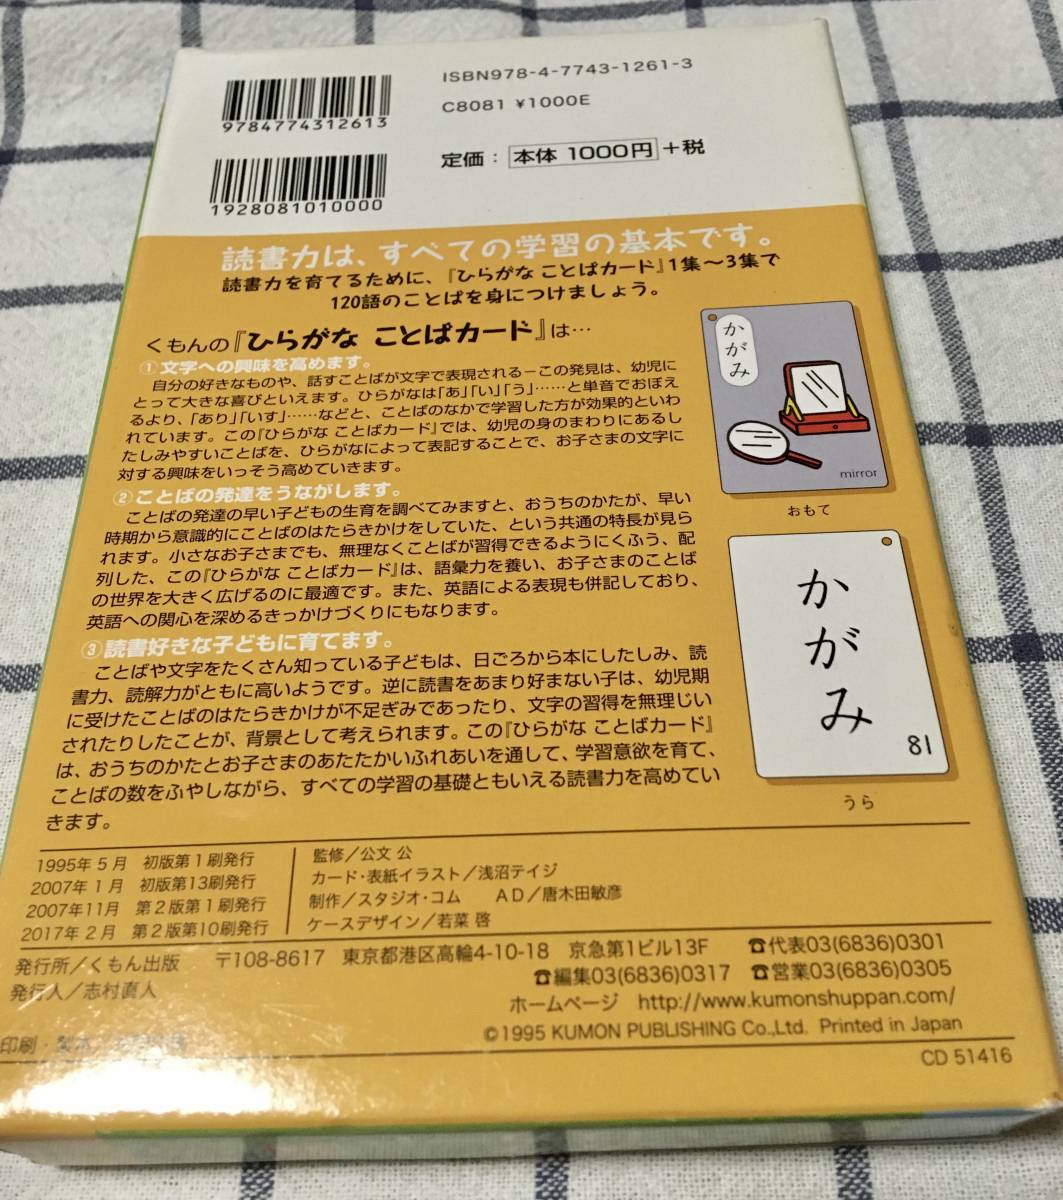 ISBN978-4-7743-1261-3
C8081 ¥1000E
定価：本体 1000円＋税
9784774312613
1928081010000
読書力は、すべての学習の基本です。
読書力を育てるために、『ひらがな ことばカード』1集～3集で
120語のことばを身につけましょう。
くもんの『ひらがな ことばカード』は…
①文字への興味を高めます。
自分の好きなものや、話すことばが文字で表現される－この発見は、幼児に
とって大きな喜びといえます。ひらがなは「あ」「い」「う」……と単音でおぼえ
るより、「あり」「いす」……などと、ことばのなかで学習した方が効果的といわ
れています。この『ひらがな ことばカード』では、幼児の身のまわりにあるし
たしみやすいことばを、ひらがなによって表記することで、お子さまの文字に
対する興味をいっそう高めていきます。
②ことばの発達をうながします。
ことばの発達の早い子どもの生育を調べてみますと、おうちのかたが、早い
時期から意識的にことばのはたらきかけをしていた、という共通の特長が見ら
れます。小さなお子さまでも、無理なくことばが習得できるようにくふう、配
列した、この『ひらがな ことばカード』は、語彙力を養い、お子さまのことば
の世界を大きく広げるのに最適です。また、英語による表現も併記しており、
英語への関心を深めるきっかけづくりにもなります。
③読書好きな子どもに育てます。
ことばや文字をたくさん知っている子どもは、日ごろから本にしたしみ、読
書力、読解力がともに高いようです。逆に読書をあまり好まない子は、幼児期
に受けたことばのはたらきかけが不足ぎみであったり、文字の習得を無理じい
されたりしたことが、背景として考えられます。この『ひらがな ことばカード』
は、おうちのかたとお子さまのあたたかいふれあいを通して、学習意欲を育て、
ことばの数をふやしながら、すべての学習の基礎ともいえる読書力を高めてい
きます。
かがみ
mirror
おもて
かがみ
81
うら
1995年 5月 初版第1刷発行
2007年 1月 初版第13刷発行
2007年11月 第2版第1刷発行
2017年 2月 第2版第10刷発行
監修／公文 公
カード・表紙イラスト／浅沼テイジ
制作／スタジオ・コム AD／唐木田敏彦
ケースデザイン／若菜 啓
発行所／くもん出版 〒108-8617 東京都港区高輪4-10-18 京急第1ビル13F ☎代表03(6836)0301
発行人／志村直人 ☎編集03(6836)0317 ☎営業03(6836)0305
ホームページ http://www.kumonshuppan.com/
©1995 KUMON PUBLISHING Co.,Ltd. Printed in Japan
印刷・製本
CD 51416